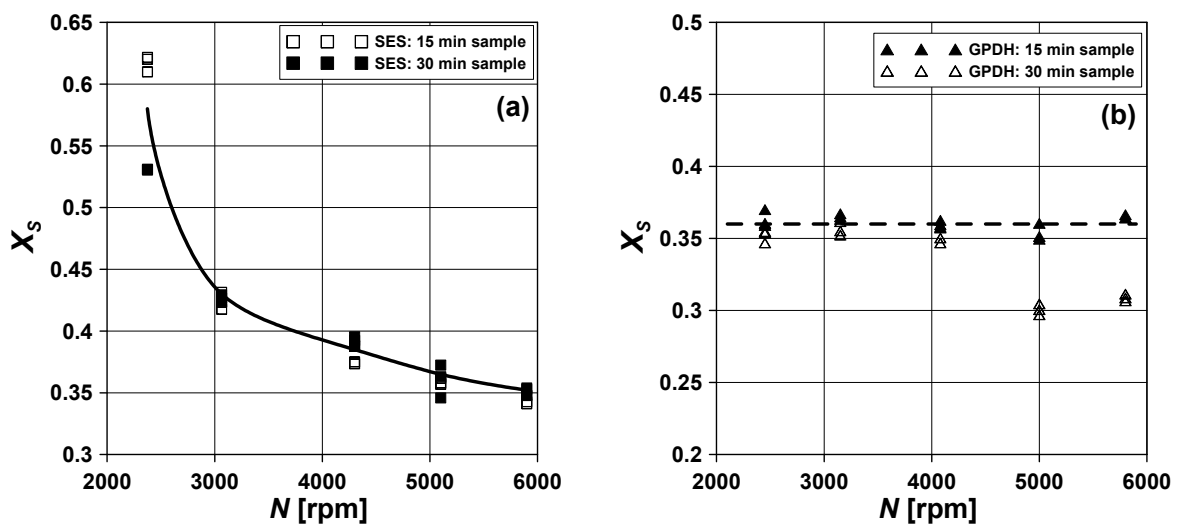 0.65
0.6
0.55
0.5
0.45
0.4
0.35
0.3
X_S
SES: 15 min sample
SES: 30 min sample
(a)
2000 3000 4000 5000 6000
N [rpm]
0.5
0.45
0.4
0.35
0.3
0.25
0.2
X_S
GPDH: 15 min sample
GPDH: 30 min sample
(b)
2000 3000 4000 5000 6000
N [rpm]